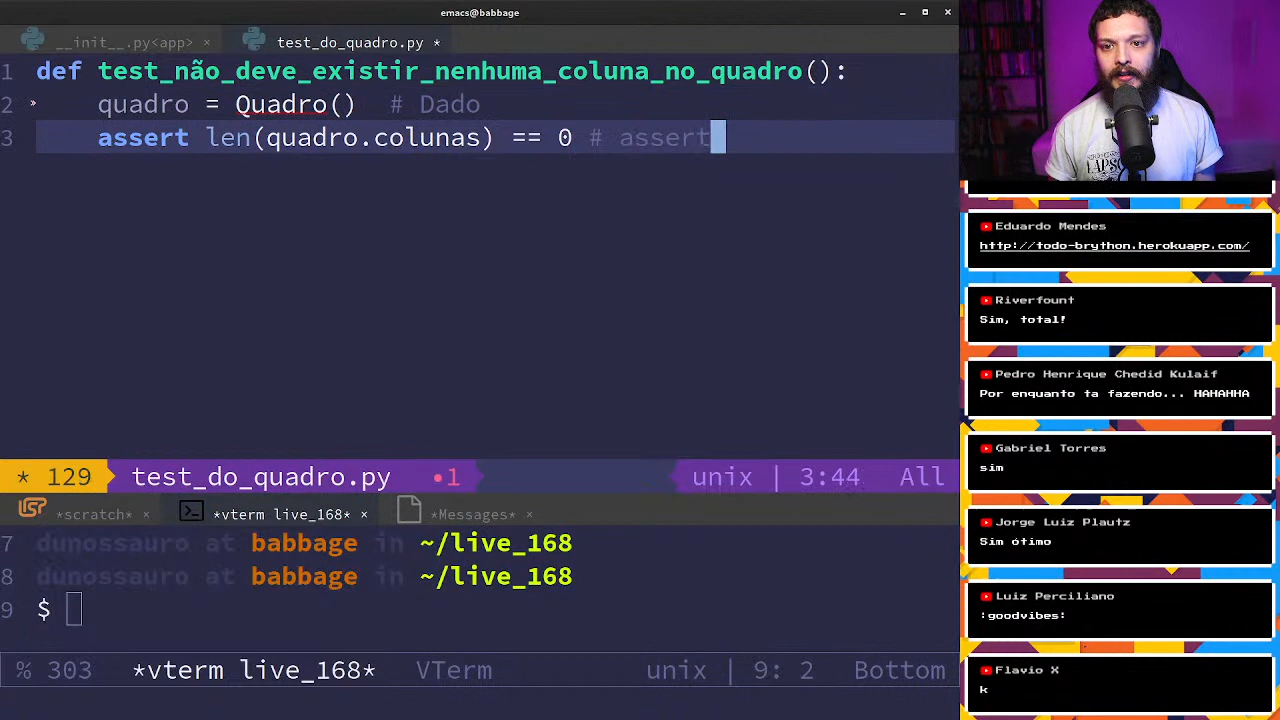 emacs@babbage
__init__.py<app> ×
test_do_quadro.py *
1 def test_não_deve_existir_nenhuma_coluna_no_quadro():
2 quadro = Quadro() # Dado
3 assert len(quadro.colunas) == 0 # assert
* 129 test_do_quadro.py •1 unix | 3:44 All
*scratch* × *vterm live_168* × *Messages* ×
7 dunossauro at babbage in ~/live_168
8 dunossauro at babbage in ~/live_168
9 $
% 303 *vterm live_168* VTerm unix | 9: 2 Bottom
Eduardo Mendes
http://todo-brython.herokuapp.com/
Riverfount
Sim, total!
Pedro Henrique Chedid Kulaif
Por enquanto ta fazendo... HAHAHHA
Gabriel Torres
sim
Jorge Luiz Plautz
Sim ótimo
Luiz Perciliano
:goodvibes:
Flavio X
k